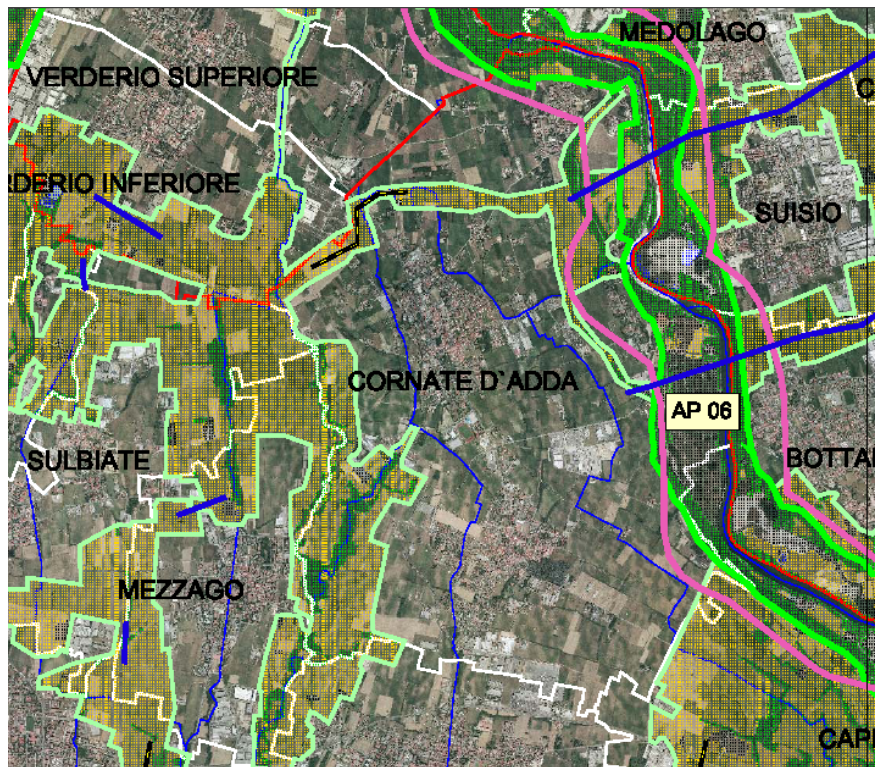 MEDOLAGO
VERDERIO SUPERIORE
C
RDERIO INFERIORE
SUISIO
CORNATE D`ADDA
AP 06
SULBIATE
BOTTA
MEZZAGO
CAP